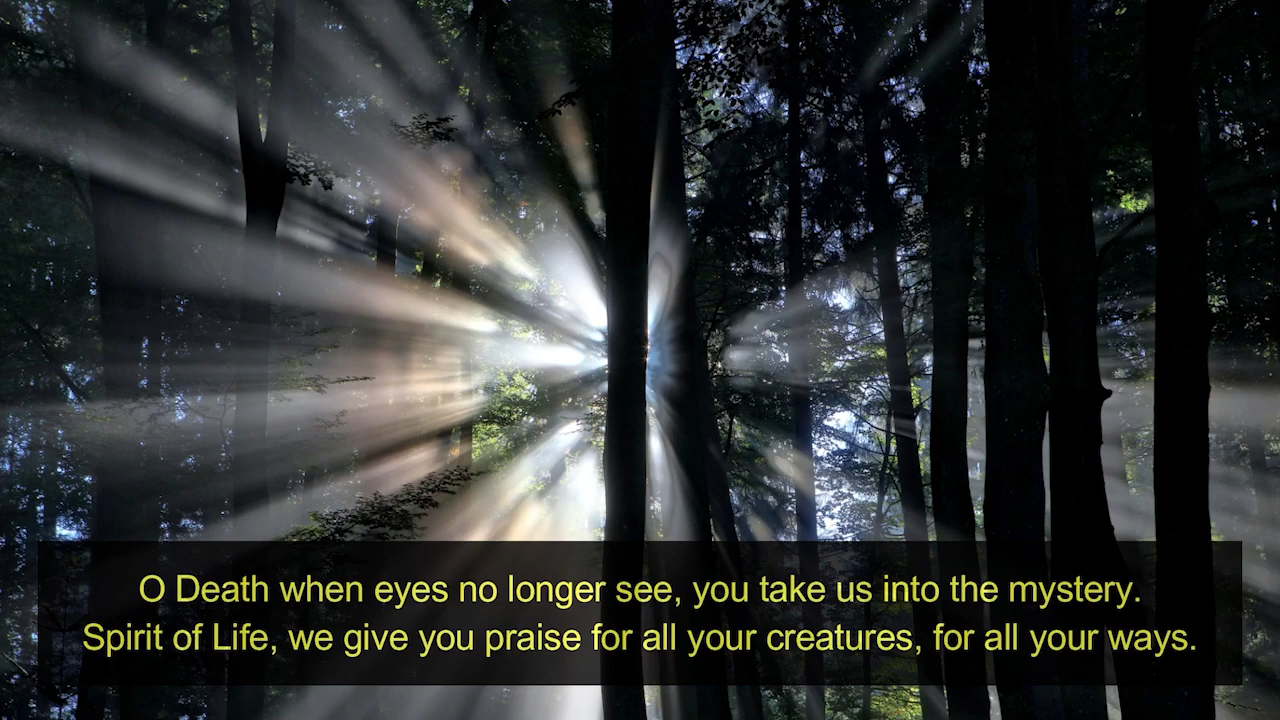 O Death when eyes no longer see, you take us into the mystery.
Spirit of Life, we give you praise for all your creatures, for all your ways.